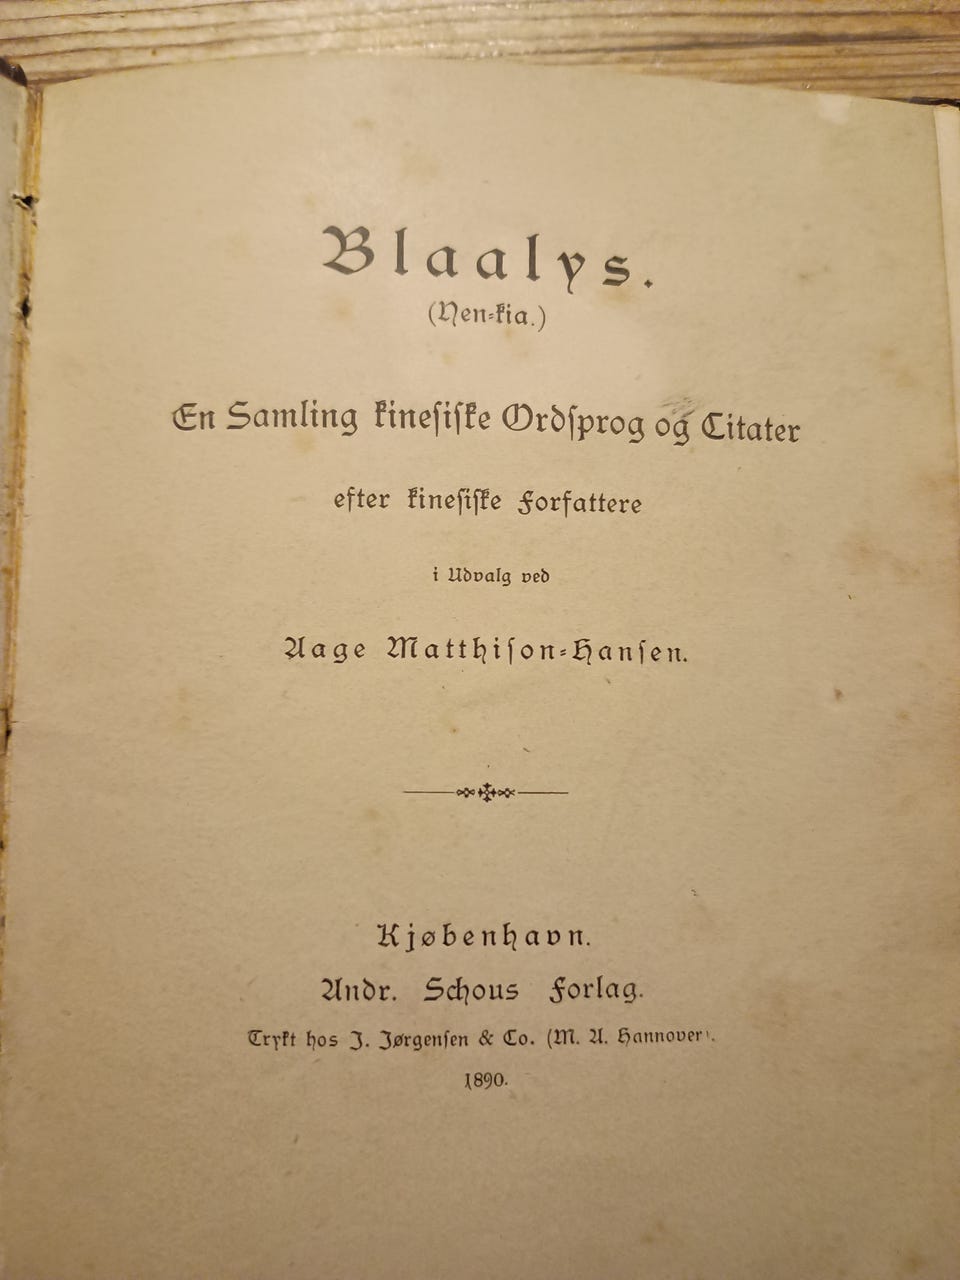 Blaalys.
(Yen-kia.)
En Samling kinesiske Ordsprog og Citater
efter kinesiske Forfattere
i Udvalg ved
Aage Matthison-Hansen.
Kjøbenhavn.
Andr. Schous Forlag.
Trykt hos J. Jørgensen & Co. (M. A. Hannover).
1890.